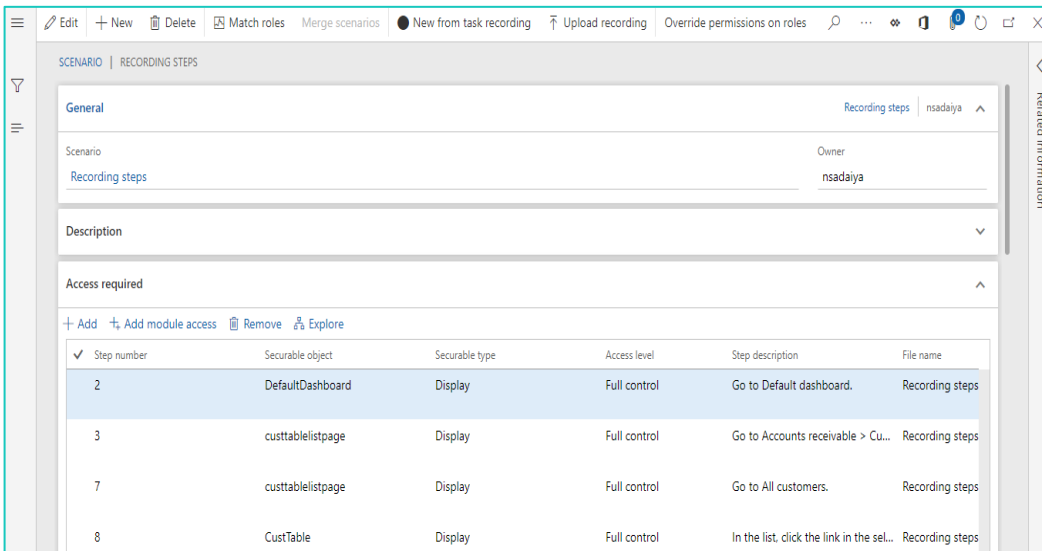 Edit New Delete Match roles Merge scenarios New from task recording Upload recording Override permissions on roles ... 0
SCENARIO | RECORDING STEPS
General Recording steps nsadaiya
Scenario Owner
Recording steps nsadaiya
Description
Access required
Add Add module access Remove Explore
Step number Securable object Securable type Access level Step description File name
2 DefaultDashboard Display Full control Go to Default dashboard. Recording steps
3 custtablelistpage Display Full control Go to Accounts receivable > Cu... Recording steps
7 custtablelistpage Display Full control Go to All customers. Recording steps
8 CustTable Display Full control In the list, click the link in the sel... Recording steps
Related information